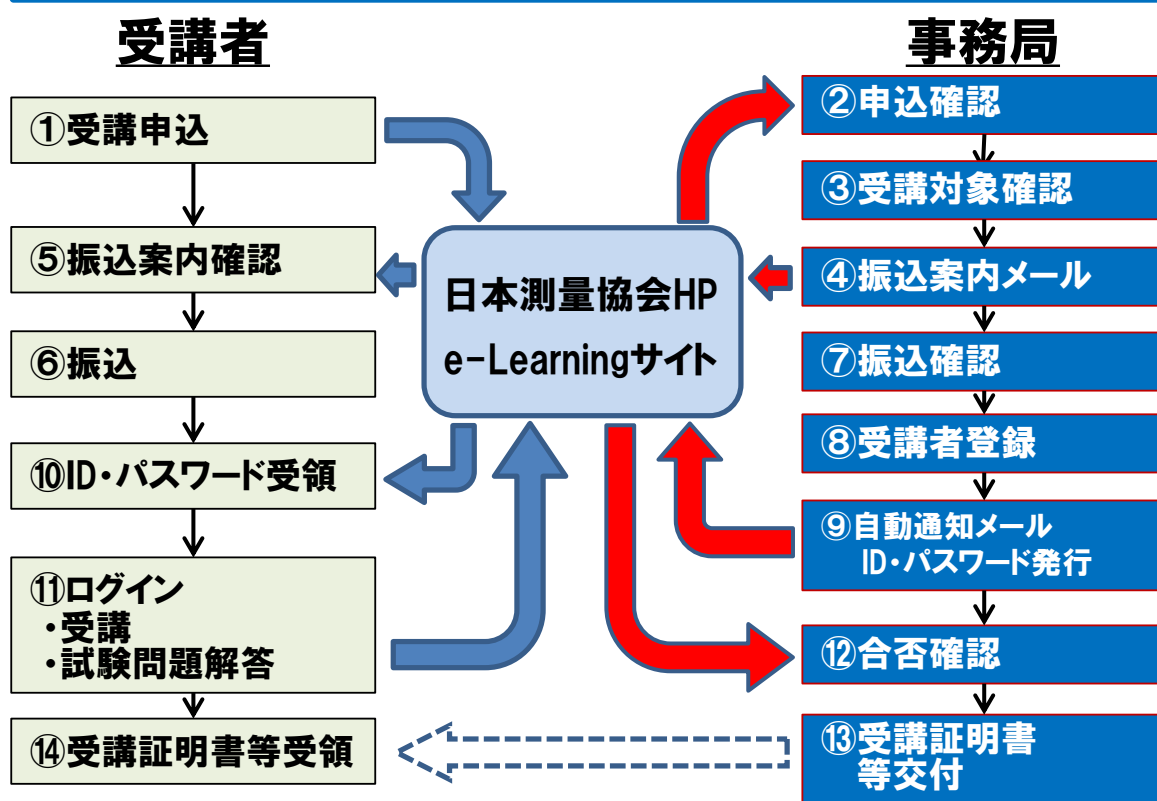 受講者
事務局
①受講申込
②申込確認
③受講対象確認
⑤振込案内確認
④振込案内メール
日本測量協会HP
e-Learningサイト
⑥振込
⑦振込確認
⑧受講者登録
⑩ID・パスワード受領
⑨自動通知メール
ID・パスワード発行
⑪ログイン
・受講
・試験問題解答
⑫合否確認
⑭受講証明書等受領
⑬受講証明書
等交付